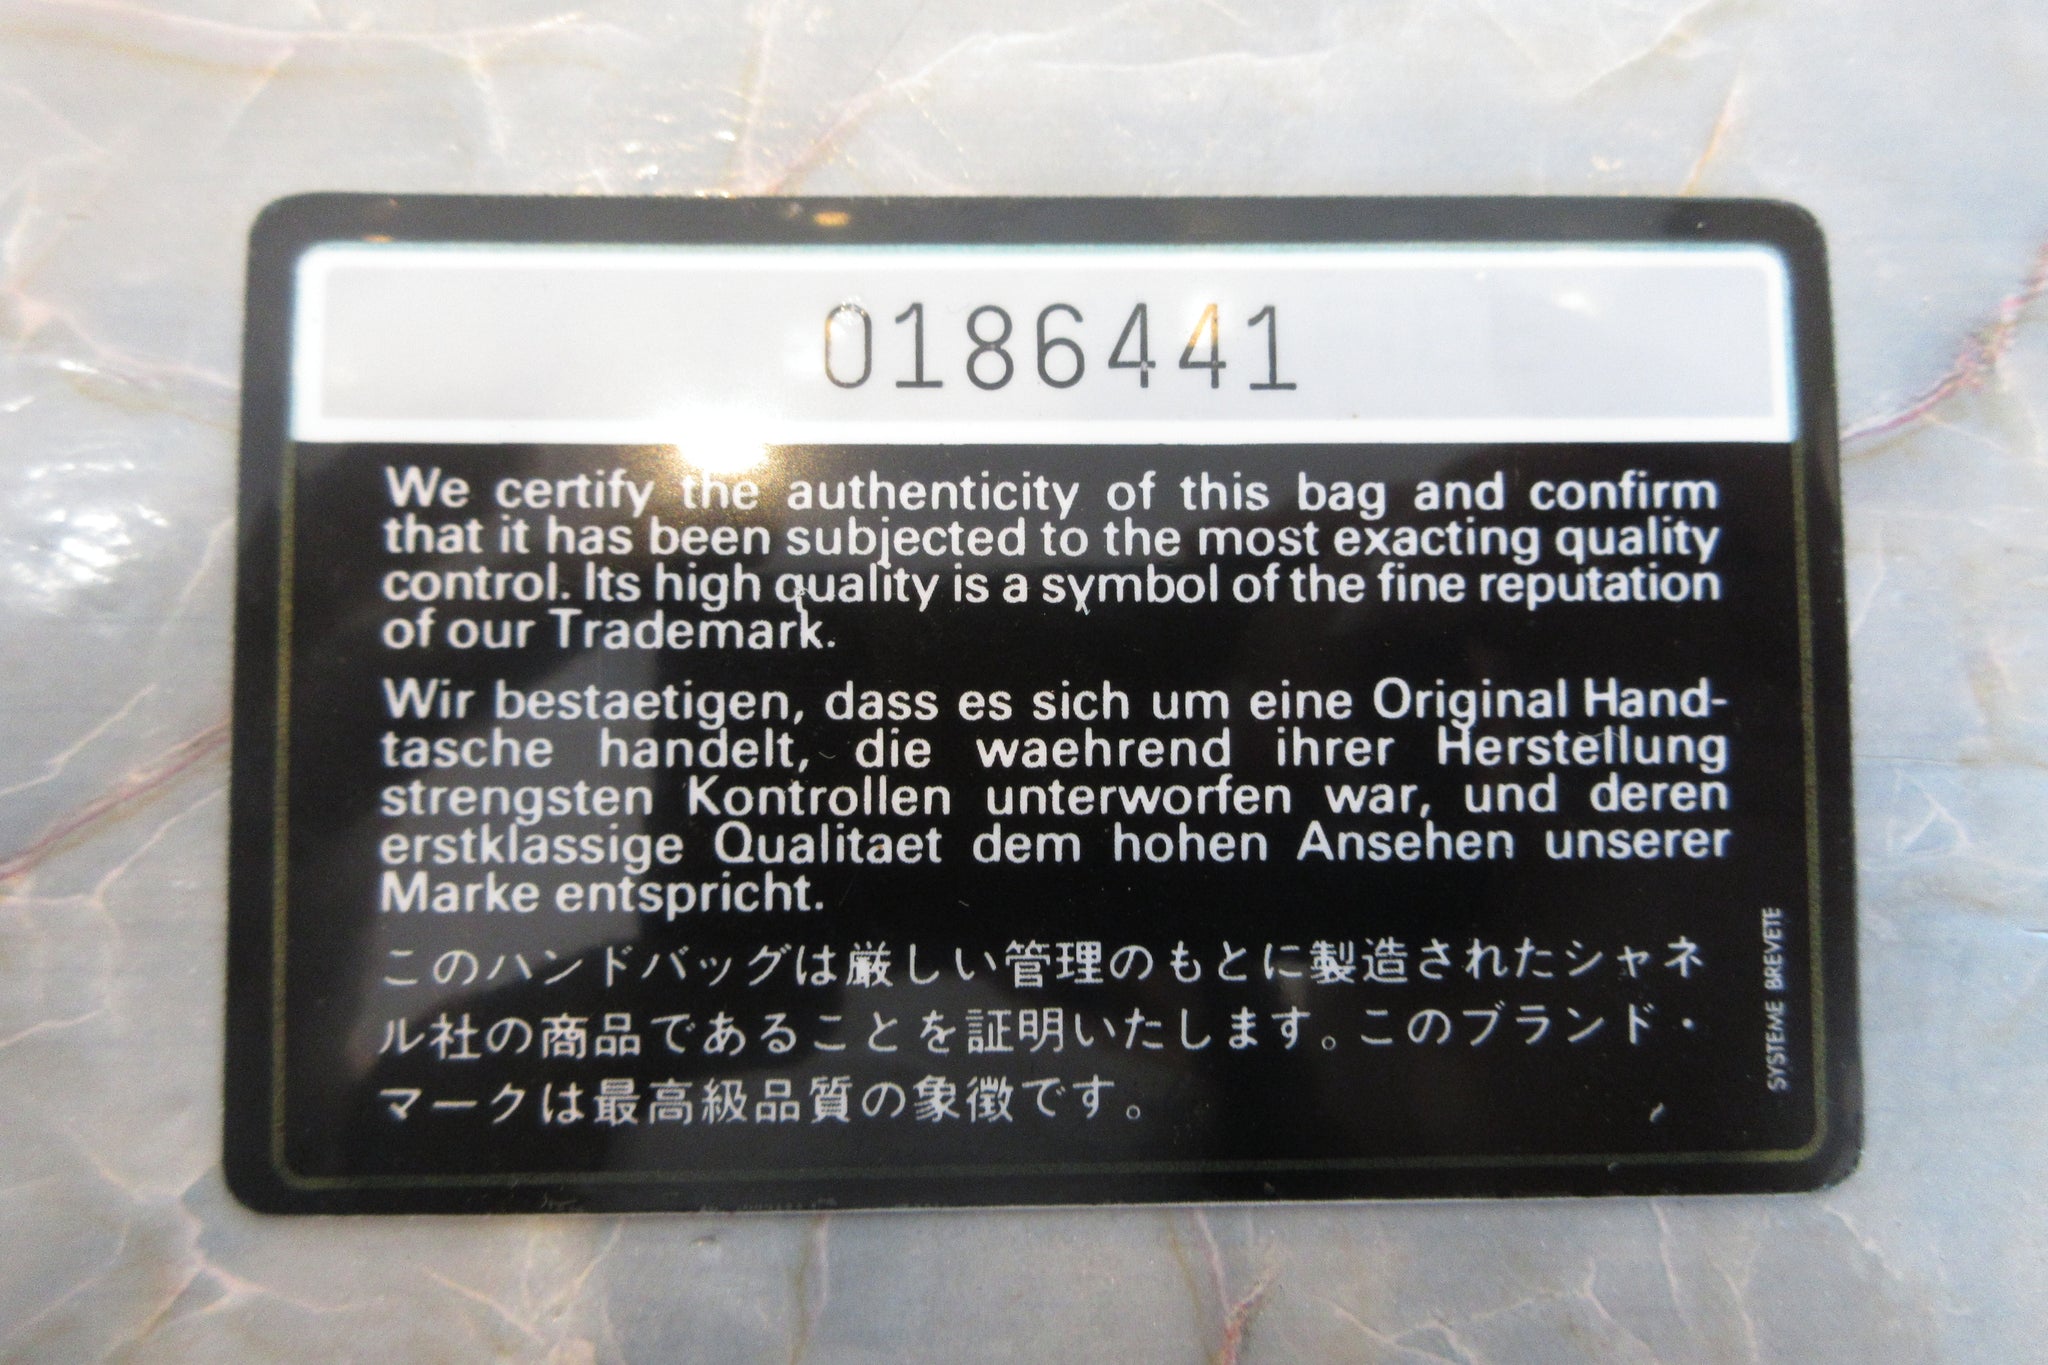 0186441
We certify the authenticity of this bag and confirm
that it has been subjected to the most exacting quality
control. Its high quality is a symbol of the fine reputation
of our Trademark.
Wir bestaetigen, dass es sich um eine Original Hand-
tasche handelt, die waehrend ihrer Herstellung
strengsten Kontrollen unterworfen war, und deren
erstklassige Qualitaet dem hohen Ansehen unserer
Marke entspricht.
このハンドバッグは厳しい管理のもとに製造されたシャネ
ル社の商品であることを証明いたします。このブランド・
マークは最高級品質の象徴です。
SYSTEME BREVETE